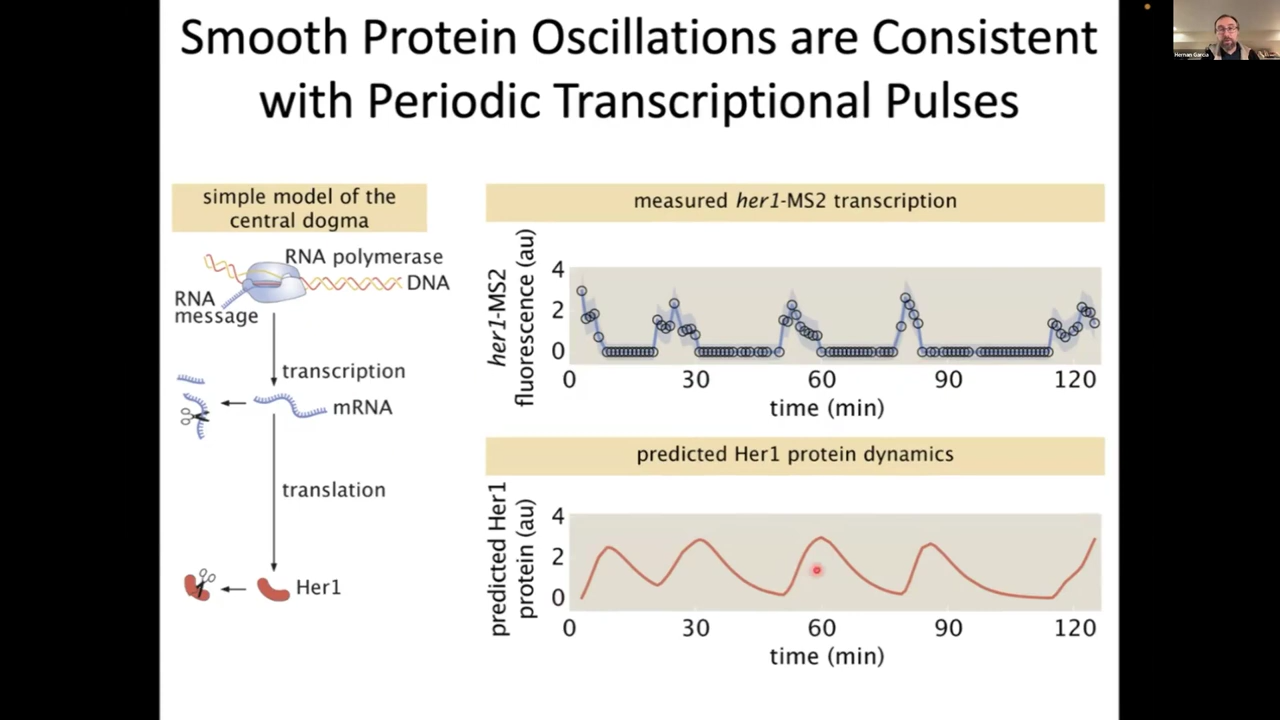 Smooth Protein Oscillations are Consistent
with Periodic Transcriptional Pulses
Hernan Garcia
simple model of the
central dogma
RNA polymerase
DNA
RNA
message
transcription
mRNA
translation
Her1
measured her1-MS2 transcription
her1-MS2
fluorescence (au)
4
2
0
0 30 60 90 120
time (min)
predicted Her1 protein dynamics
predicted Her1
protein (au)
4
2
0
0 30 60 90 120
time (min)